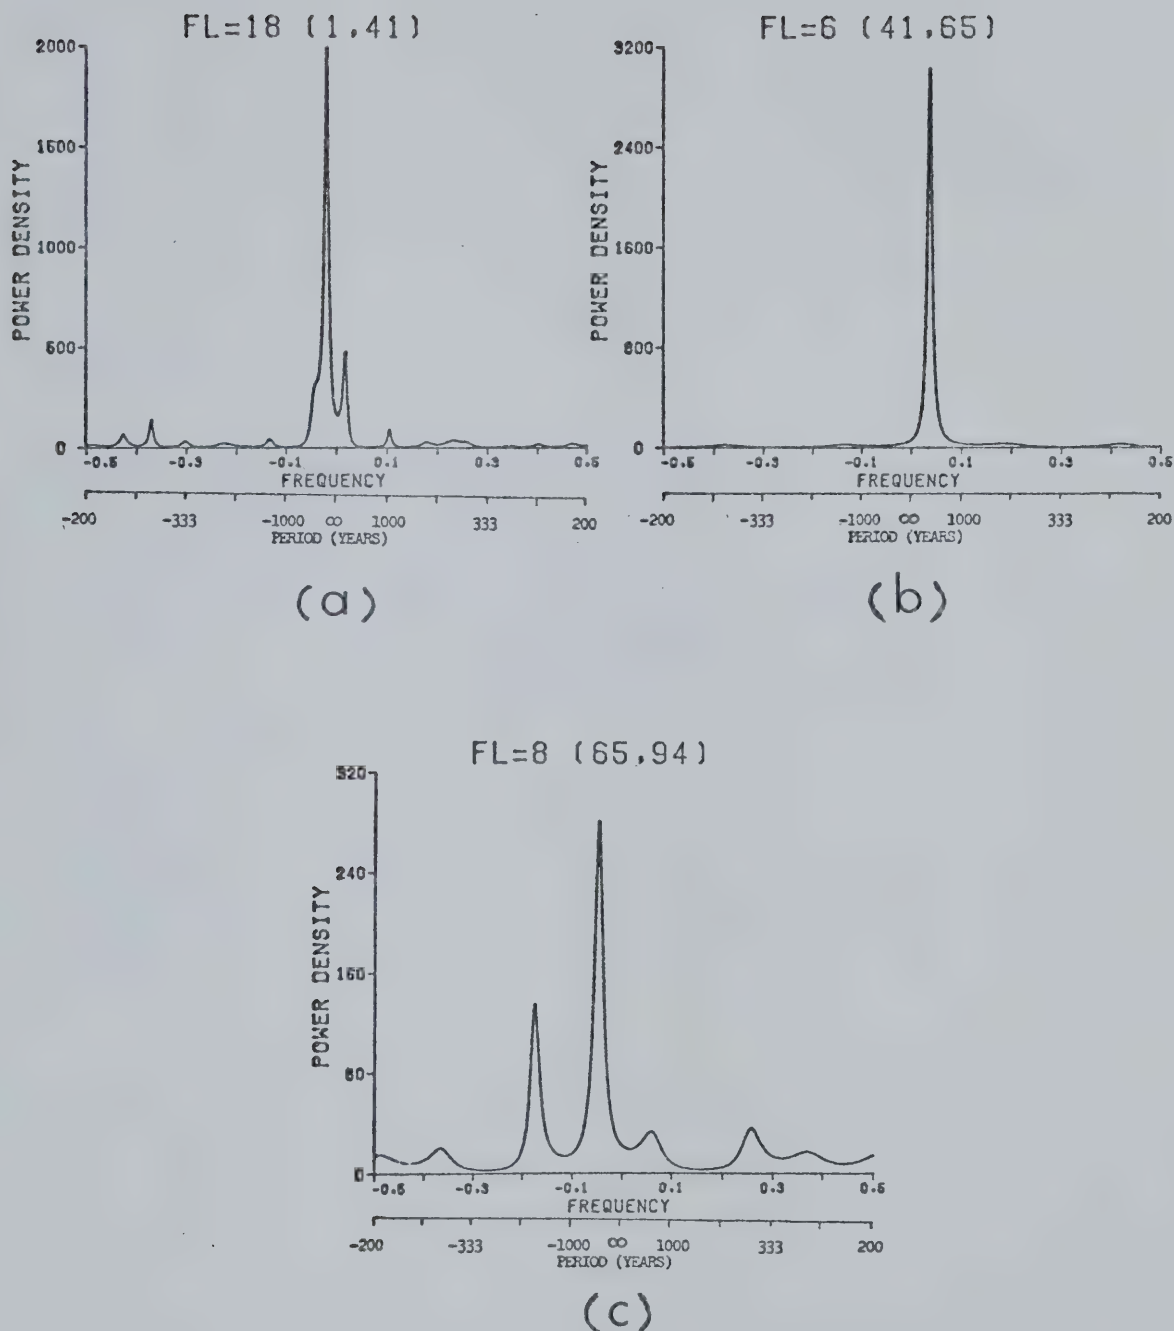 FL=18 (1,41)
2000
1500
1000
500
0
POWER DENSITY
-0.5 -0.3 -0.1 0.1 0.3 0.5
FREQUENCY
-200 -333 -1000 ∞ 1000 333 200
PERIOD (YEARS)
(a)
FL=6 (41,65)
3200
2400
1600
800
0
POWER DENSITY
-0.5 -0.3 -0.1 0.1 0.3 0.5
FREQUENCY
-200 -333 -1000 ∞ 1000 333 200
PERIOD (YEARS)
(b)
FL=8 (65,94)
320
240
160
80
0
POWER DENSITY
-0.5 -0.3 -0.1 0.1 0.3 0.5
FREQUENCY
-200 -333 -1000 ∞ 1000 333 200
PERIOD (YEARS)
(c)